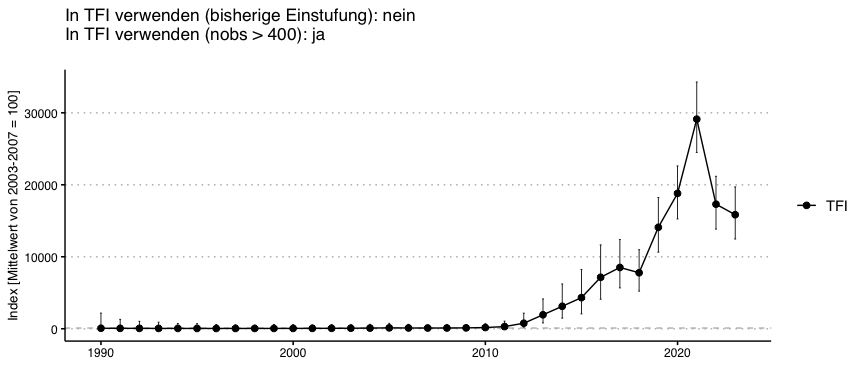 In TFI verwenden (bisherige Einstufung): nein
In TFI verwenden (nobs > 400): ja
Index [Mittelwert von 2003-2007 = 100]
30000
20000
10000
0
1990
2000
2010
2020
TFI